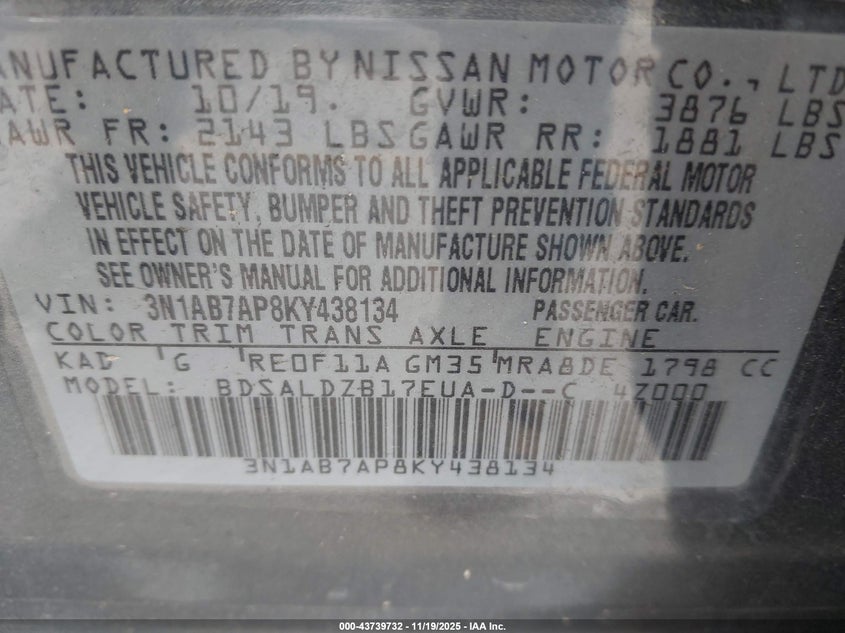 ANUFACTURED BY NISSAN MOTOR CO., LTD
ATE: 10/19. GVWR: 3876 LBS
AWR FR: 2143 LBS GAWR RR: 1881 LBS
THIS VEHICLE CONFORMS TO ALL APPLICABLE FEDERAL MOTOR
VEHICLE SAFETY, BUMPER AND THEFT PREVENTION STANDARDS
IN EFFECT ON THE DATE OF MANUFACTURE SHOWN ABOVE.
SEE OWNER'S MANUAL FOR ADDITIONAL INFORMATION.
VIN: 3N1AB7AP8KY438134 PASSENGER CAR.
COLOR TRIM TRANS AXLE ENGINE
KAD G RE0F11A GM35 MRA8DE 1798 CC
MODEL: BDSALDZB17EUA-D--C 4Z000
3N1AB7AP8KY438134
000-43739732 - 11/19/2025 - IAA Inc.